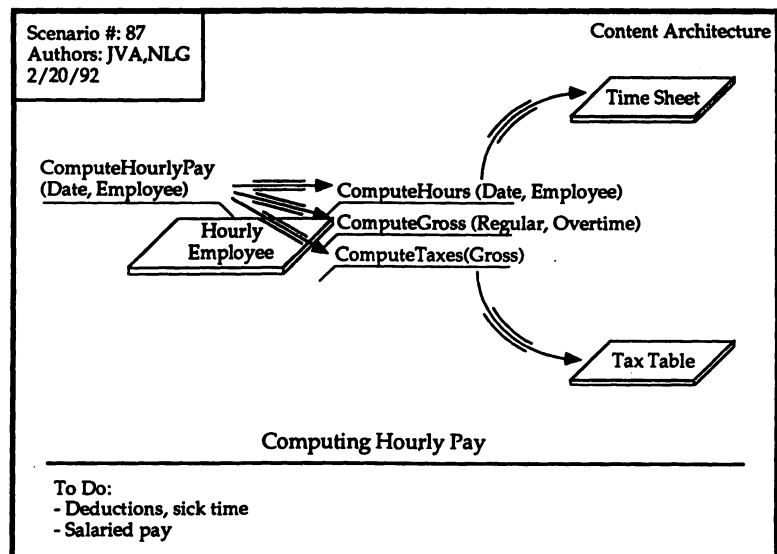 Scenario #: 87
Authors: JVA,NLG
2/20/92
Content Architecture
Time Sheet
ComputeHourlyPay
(Date, Employee)
ComputeHours (Date, Employee)
ComputeGross (Regular, Overtime)
ComputeTaxes(Gross)
Hourly
Employee
Tax Table
Computing Hourly Pay
To Do:
- Deductions, sick time
- Salaried pay